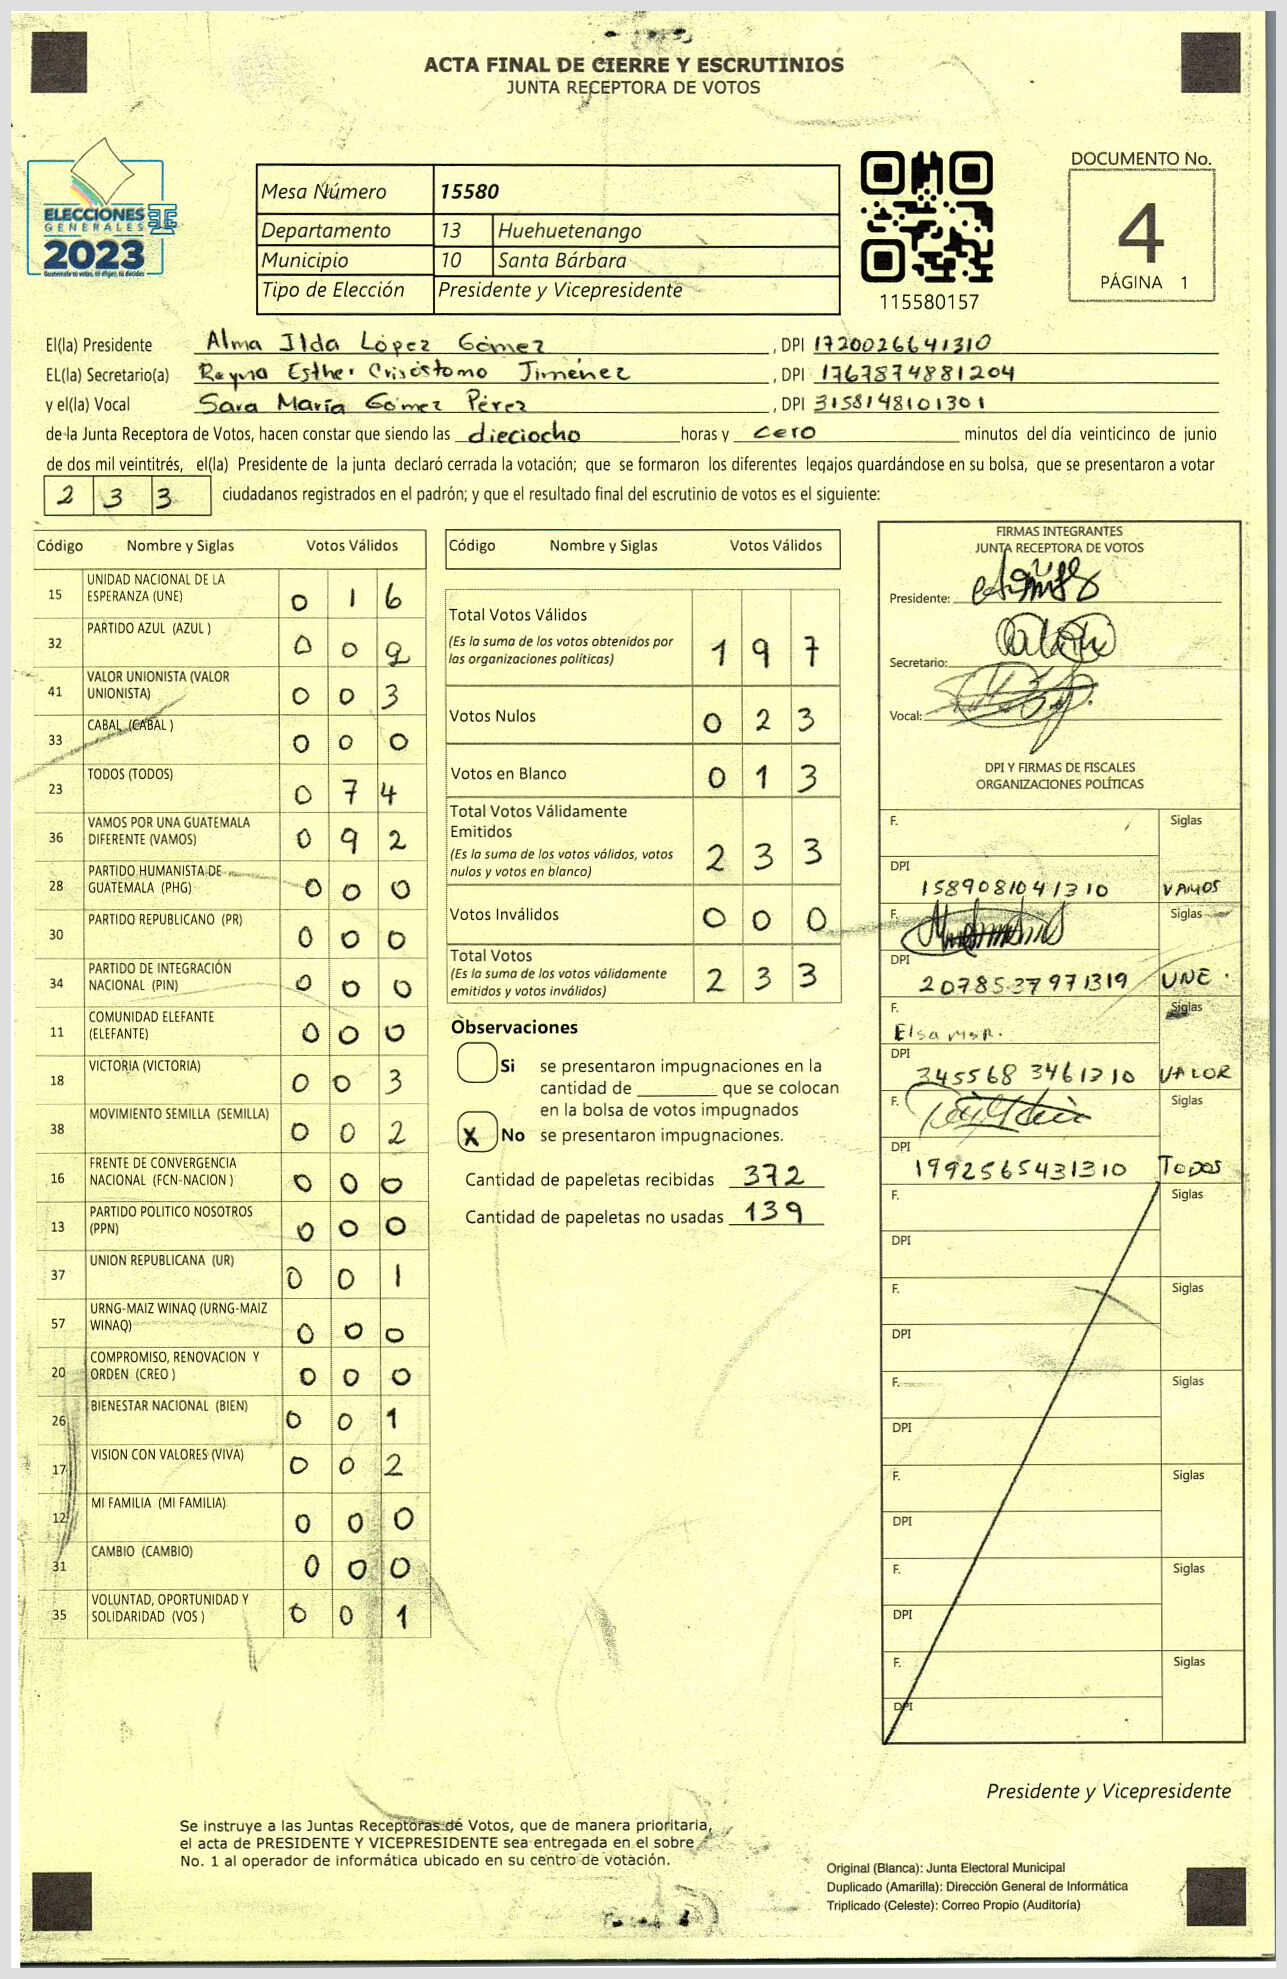 ACTA FINAL DE CIERRE Y ESCRUTINIOS
JUNTA RECEPTORA DE VOTOS
ELECCIONES
GENERALES
2023
Guatemala tu votas, tú eliges, tú decides
Mesa Número 15580
Departamento 13 Huehuetenango
Municipio 10 Santa Bárbara
Tipo de Elección Presidente y Vicepresidente
115580157
DOCUMENTO No.
4
PÁGINA 1
El(la) Presidente Alma Ilda López Gómez, DPI 1720026641310
EL(la) Secretario(a) Reyna Esther Crisóstomo Jiménez, DPI 1767874881204
y el(la) Vocal Sara María Gómez Pérez, DPI 3158148101301
de la Junta Receptora de Votos, hacen constar que siendo las dieciocho horas y cero minutos del día veinticinco de junio
de dos mil veintitrés, el(la) Presidente de la junta declaró cerrada la votación; que se formaron los diferentes legajos guardándose en su bolsa, que se presentaron a votar
2 3 3 ciudadanos registrados en el padrón; y que el resultado final del escrutinio de votos es el siguiente:
Código Nombre y Siglas Votos Válidos
15 UNIDAD NACIONAL DE LA ESPERANZA (UNE) 0 1 6
32 PARTIDO AZUL (AZUL ) 0 0 2
41 VALOR UNIONISTA (VALOR UNIONISTA) 0 0 3
33 CABAL (CABAL ) 0 0 0
23 TODOS (TODOS) 0 7 4
36 VAMOS POR UNA GUATEMALA DIFERENTE (VAMOS) 0 9 2
28 PARTIDO HUMANISTA DE GUATEMALA (PHG) 0 0 0
30 PARTIDO REPUBLICANO (PR) 0 0 0
34 PARTIDO DE INTEGRACIÓN NACIONAL (PIN) 0 0 0
11 COMUNIDAD ELEFANTE (ELEFANTE) 0 0 0
18 VICTORIA (VICTORIA) 0 0 3
38 MOVIMIENTO SEMILLA (SEMILLA) 0 0 2
16 FRENTE DE CONVERGENCIA NACIONAL (FCN-NACION ) 0 0 0
13 PARTIDO POLITICO NOSOTROS (PPN) 0 0 0
37 UNION REPUBLICANA (UR) 0 0 1
57 URNG-MAIZ WINAQ (URNG-MAIZ WINAQ) 0 0 0
20 COMPROMISO, RENOVACION Y ORDEN (CREO ) 0 0 0
26 BIENESTAR NACIONAL (BIEN) 0 0 1
17 VISION CON VALORES (VIVA) 0 0 2
12 MI FAMILIA (MI FAMILIA) 0 0 0
31 CAMBIO (CAMBIO) 0 0 0
35 VOLUNTAD, OPORTUNIDAD Y SOLIDARIDAD (VOS ) 0 0 1
Código Nombre y Siglas Votos Válidos
Total Votos Válidos 1 9 7
(Es la suma de los votos obtenidos por
las organizaciones políticas)
Votos Nulos 0 2 3
Votos en Blanco 0 1 3
Total Votos Válidamente
Emitidos 2 3 3
(Es la suma de los votos válidos, votos
nulos y votos en blanco)
Votos Inválidos 0 0 0
Total Votos 2 3 3
(Es la suma de los votos válidamente
emitidos y votos inválidos)
Observaciones
Si se presentaron impugnaciones en la
cantidad de ________ que se colocan
en la bolsa de votos impugnados
X No se presentaron impugnaciones.
Cantidad de papeletas recibidas 372
Cantidad de papeletas no usadas 139
FIRMAS INTEGRANTES
JUNTA RECEPTORA DE VOTOS
Presidente:
Secretario:
Vocal:
DPI Y FIRMAS DE FISCALES
ORGANIZACIONES POLÍTICAS
F. Siglas
DPI 1589081041310 VAMOS
F. Siglas
DPI 2078537971319 UNE
F. Elsa Siglas
DPI 3455683461310 VALOR
F. Siglas
DPI 1992565431310 TODOS
F. Siglas
DPI
F. Siglas
DPI
F. Siglas
DPI
F. Siglas
DPI
F. Siglas
DPI
F. Siglas
DPI
Presidente y Vicepresidente
Se instruye a las Juntas Receptoras de Votos, que de manera prioritaria,
el acta de PRESIDENTE Y VICEPRESIDENTE sea entregada en el sobre
No. 1 al operador de informática ubicado en su centro de votación.
Original (Blanca): Junta Electoral Municipal
Duplicado (Amarilla): Dirección General de Informática
Triplicado (Celeste): Correo Propio (Auditoría)